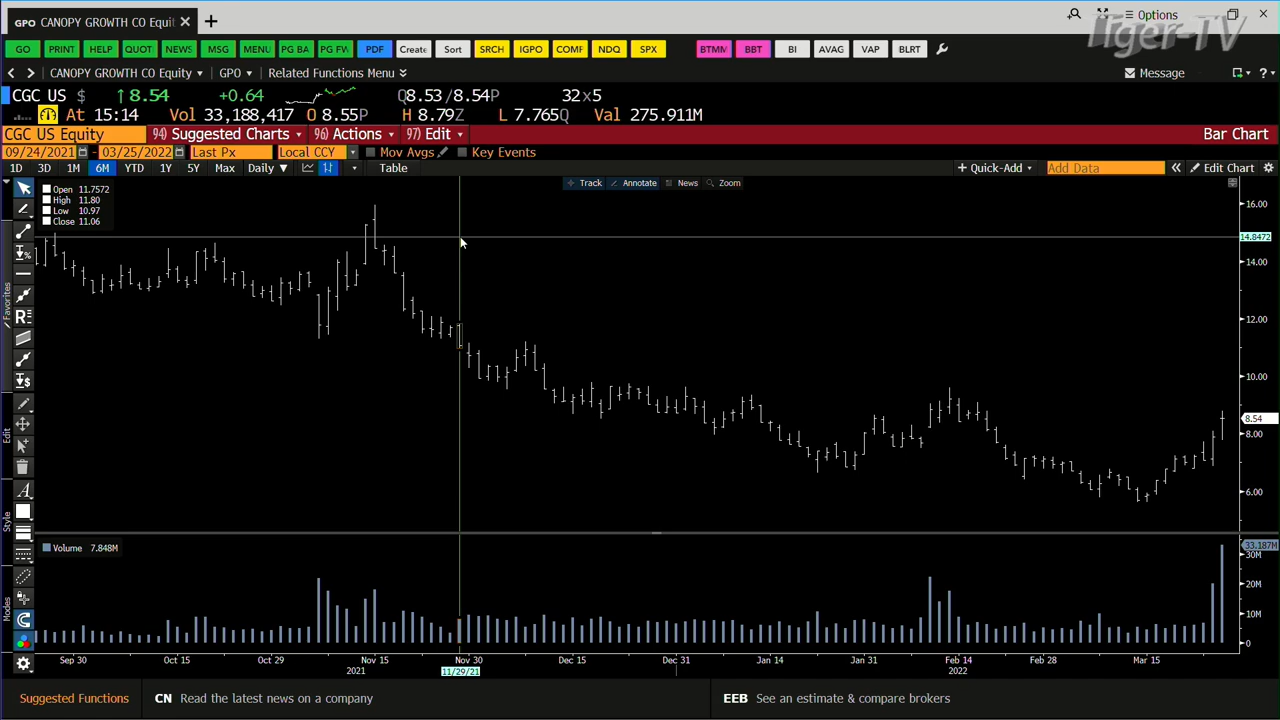 GPO CANOPY GROWTH CO Equit
Options
Tiger-TV
GO PRINT HELP QUOT NEWS MSG MENU PG BA PG FW PDF Create Sort SRCH IGPO COMF NDQ SPX BTMM BBT BI AVAG VAP BLRT
CANOPY GROWTH CO Equity GPO Related Functions Menu Message
CGC US $ 8.54 +0.64 Q8.53/8.54P 32x5
At 15:14 Vol 33,188,417 O 8.55P H 8.79Z L 7.765Q Val 275.911M
CGC US Equity 94) Suggested Charts 96) Actions 97) Edit Bar Chart
09/24/2021 - 03/25/2022 Last Px Local CCY Mov Avgs Key Events
1D 3D 1M 6M YTD 1Y 5Y Max Daily Table + Quick-Add Add Data Edit Chart
Track Annotate News Zoom
Open 11.7572
High 11.80
Low 10.97
Close 11.06
16.00
14.8472
14.00
12.00
10.00
8.54
8.00
6.00
Favorites
Edit
Style
Modes
Volume 7.848M
33.187M
30M
20M
10M
0
Sep 30 Oct 15 Oct 29 Nov 15 Nov 30 Dec 15 Dec 31 Jan 14 Jan 31 Feb 14 Feb 28 Mar 15
2021 11/29/21 2022
Suggested Functions CN Read the latest news on a company EEB See an estimate & compare brokers